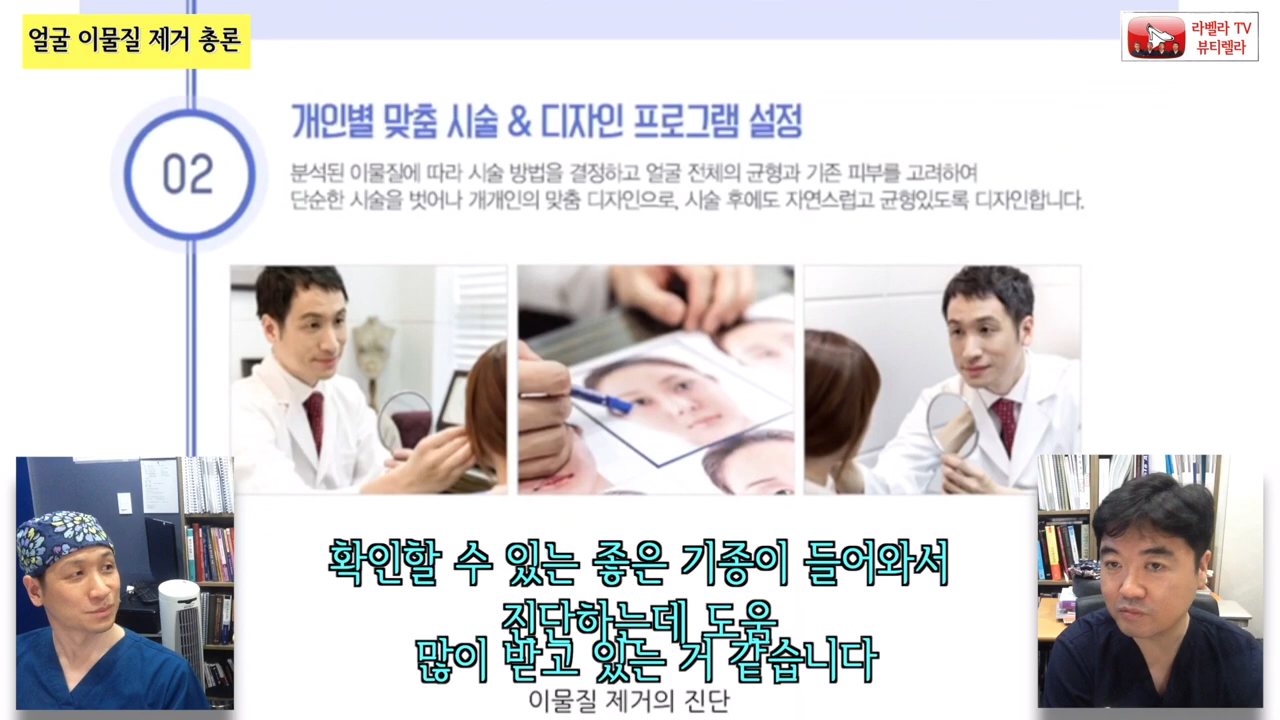 얼굴 이물질 제거 총론
라벨라 TV
뷰티렐라
02
개인별 맞춤 시술 & 디자인 프로그램 설정
분석된 이물질에 따라 시술 방법을 결정하고 얼굴 전체의 균형과 기존 피부를 고려하여
단순한 시술을 벗어나 개개인의 맞춤 디자인으로, 시술 후에도 자연스럽고 균형있도록 디자인합니다.
확인할 수 있는 좋은 기종이 들어와서
진단하는데 도움
많이 받고 있는 거 같습니다
이물질 제거의 진단